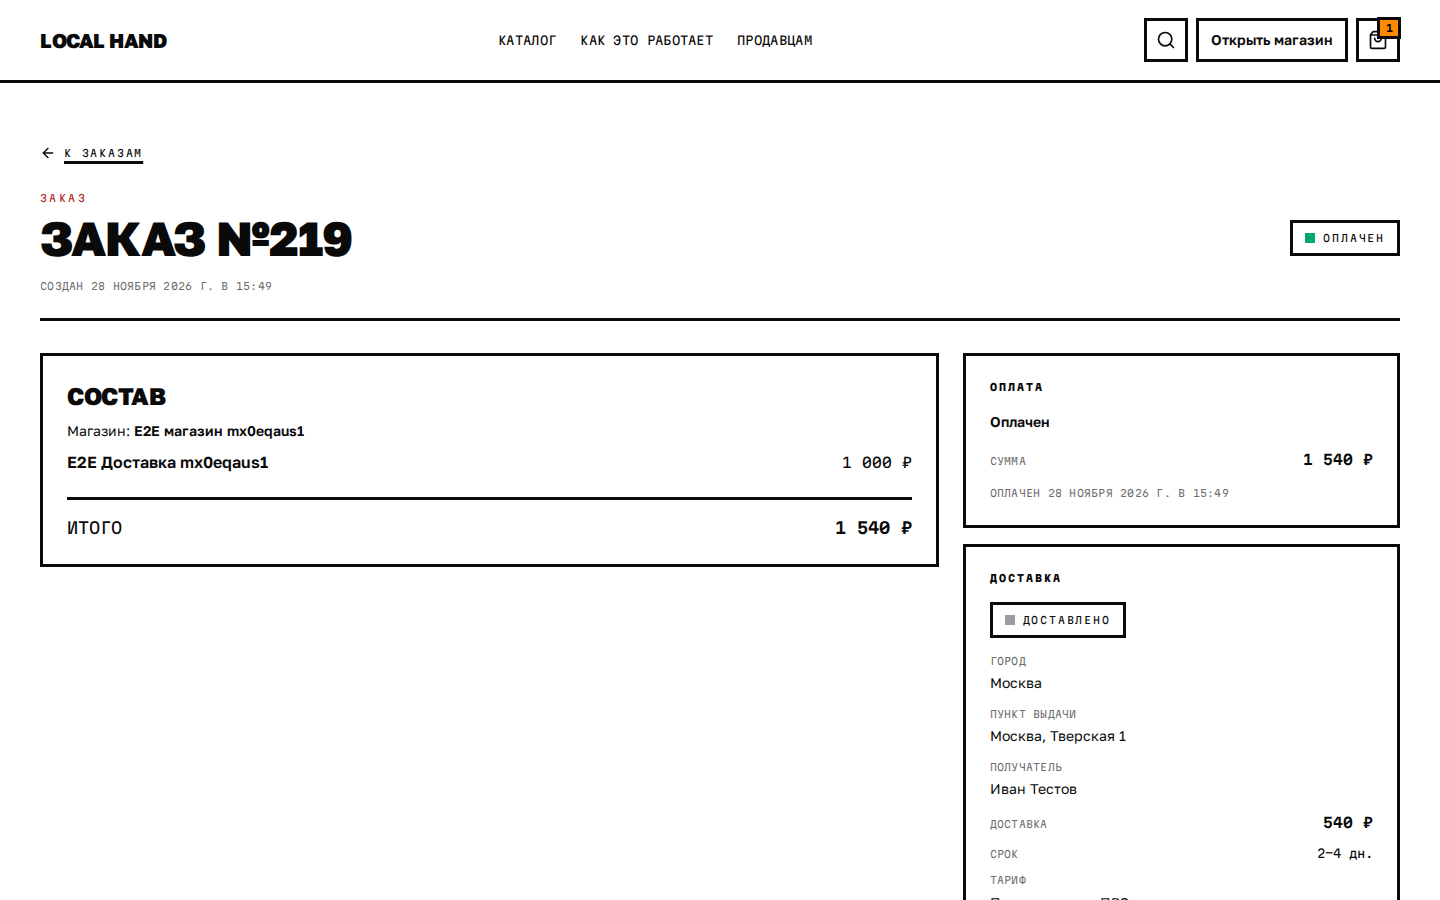 LOCAL HAND
КАТАЛОГ КАК ЭТО РАБОТАЕТ ПРОДАВЦАМ
Открыть магазин
1
К ЗАКАЗАМ
ЗАКАЗ
ЗАКАЗ №219
ОПЛАЧЕН
СОЗДАН 28 НОЯБРЯ 2026 Г. В 15:49
СОСТАВ
Магазин: E2E магазин mx0eqaus1
E2E Доставка mx0eqaus1 1 000 ₽
ИТОГО 1 540 ₽
ОПЛАТА
Оплачен
СУММА 1 540 ₽
ОПЛАЧЕН 28 НОЯБРЯ 2026 Г. В 15:49
ДОСТАВКА
ДОСТАВЛЕНО
ГОРОД
Москва
ПУНКТ ВЫДАЧИ
Москва, Тверская 1
ПОЛУЧАТЕЛЬ
Иван Тестов
ДОСТАВКА 540 ₽
СРОК 2–4 дн.
ТАРИФ